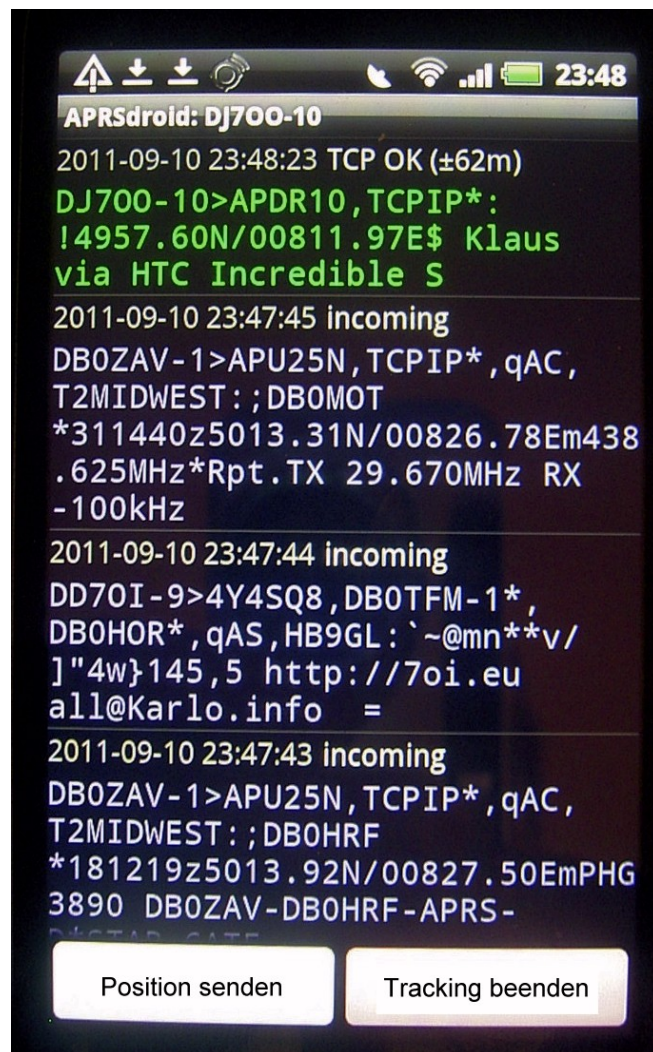 23:48
APRSdroid: DJ7OO-10
2011-09-10 23:48:23 TCP OK (±62m)
DJ7OO-10>APDR10,TCPIP*:
!4957.60N/00811.97E$ Klaus
via HTC Incredible S
2011-09-10 23:47:45 incoming
DB0ZAV-1>APU25N,TCPIP*,qAC,
T2MIDWEST:;DB0MOT
*311440z5013.31N/00826.78Em438
.625MHz*Rpt.TX 29.670MHz RX
-100kHz
2011-09-10 23:47:44 incoming
DD7OI-9>4Y4SQ8,DB0TFM-1*,
DB0HOR*,qAS,HB9GL:`~@mn**v/
]"4w}145,5 http://7oi.eu
all@Karlo.info =
2011-09-10 23:47:43 incoming
DB0ZAV-1>APU25N,TCPIP*,qAC,
T2MIDWEST:;DB0HRF
*181219z5013.92N/00827.50EmPHG
3890 DB0ZAV-DB0HRF-APRS-
Position senden
Tracking beenden